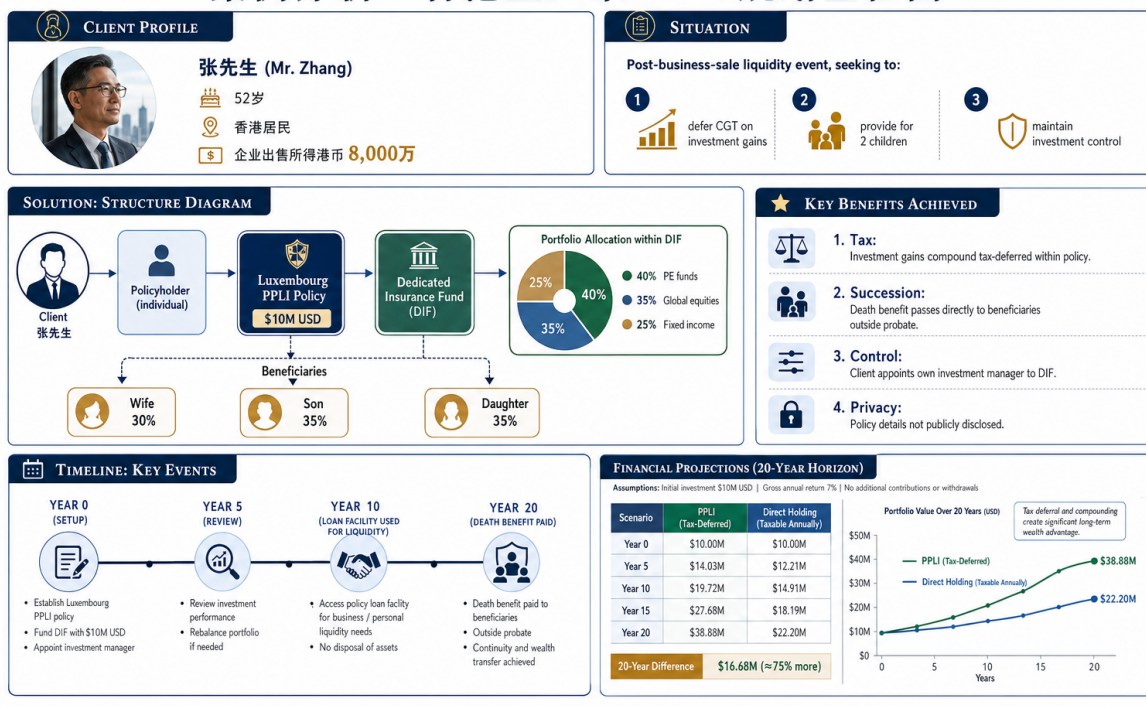 CLIENT PROFILE
张先生 (Mr. Zhang)
52岁
香港居民
企业出售所得港币 8,000万
SITUATION
Post-business-sale liquidity event, seeking to:
1
defer CGT on
investment gains
2
provide for
2 children
3
maintain
investment control
SOLUTION: STRUCTURE DIAGRAM
Client
张先生
Policyholder
(individual)
Luxembourg
PPLI Policy
$10M USD
Dedicated
Insurance Fund
(DIF)
Portfolio Allocation within DIF
25%
40%
35%
40% PE funds
35% Global equities
25% Fixed income
Beneficiaries
Wife
30%
Son
35%
Daughter
35%
KEY BENEFITS ACHIEVED
1. Tax:
Investment gains compound tax-deferred within policy.
2. Succession:
Death benefit passes directly to beneficiaries
outside probate.
3. Control:
Client appoints own investment manager to DIF.
4. Privacy:
Policy details not publicly disclosed.
TIMELINE: KEY EVENTS
YEAR 0
(SETUP)
• Establish Luxembourg
PPLI policy
• Fund DIF with $10M USD
• Appoint investment manager
YEAR 5
(REVIEW)
• Review investment
performance
• Rebalance portfolio
if needed
YEAR 10
(LOAN FACILITY USED
FOR LIQUIDITY)
• Access policy loan facility
for business / personal
liquidity needs
• No disposal of assets
YEAR 20
(DEATH BENEFIT PAID)
• Death benefit paid to
beneficiaries
• Outside probate
• Continuity and wealth
transfer achieved
FINANCIAL PROJECTIONS (20-YEAR HORIZON)
Assumptions: Initial investment $10M USD | Gross annual return 7% | No additional contributions or withdrawals
Scenario PPLI (Tax-Deferred) Direct Holding (Taxable Annually)
Year 0 $10.00M $10.00M
Year 5 $14.03M $12.21M
Year 10 $19.72M $14.91M
Year 15 $27.68M $18.19M
Year 20 $38.88M $22.20M
20-Year Difference $16.68M (≈75% more)
Portfolio Value Over 20 Years (USD)
Tax deferral and compounding
create significant long-term
wealth advantage.
$50M
$40M
$30M
$20M
$10M
$0
PPLI (Tax-Deferred)
Direct Holding (Taxable Annually)
$38.88M
$22.20M
0 5 10 15 20
Years